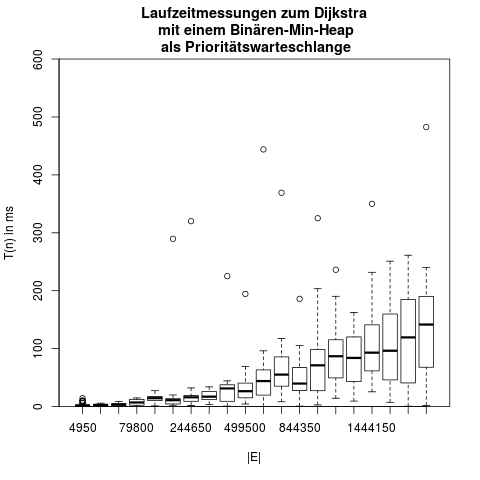 Laufzeitmessungen zum Dijkstra
mit einem Binären-Min-Heap
als Prioritätswarteschlange
600
500
400
300
200
100
0
T(n) in ms
4950 79800 244650 499500 844350 1444150
|E|